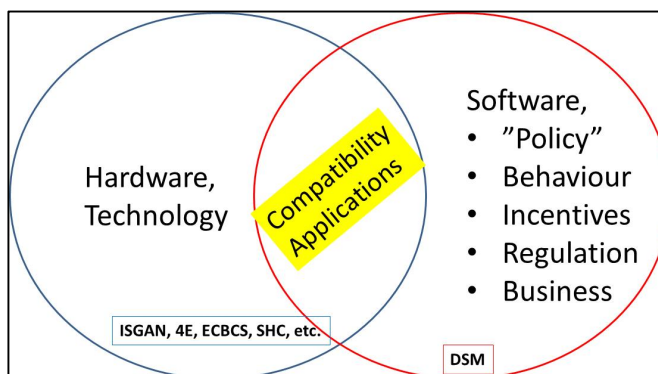 Hardware,
Technology
Compatibility
Applications
Software,
• ”Policy”
• Behaviour
• Incentives
• Regulation
• Business
ISGAN, 4E, ECBCS, SHC, etc.
DSM